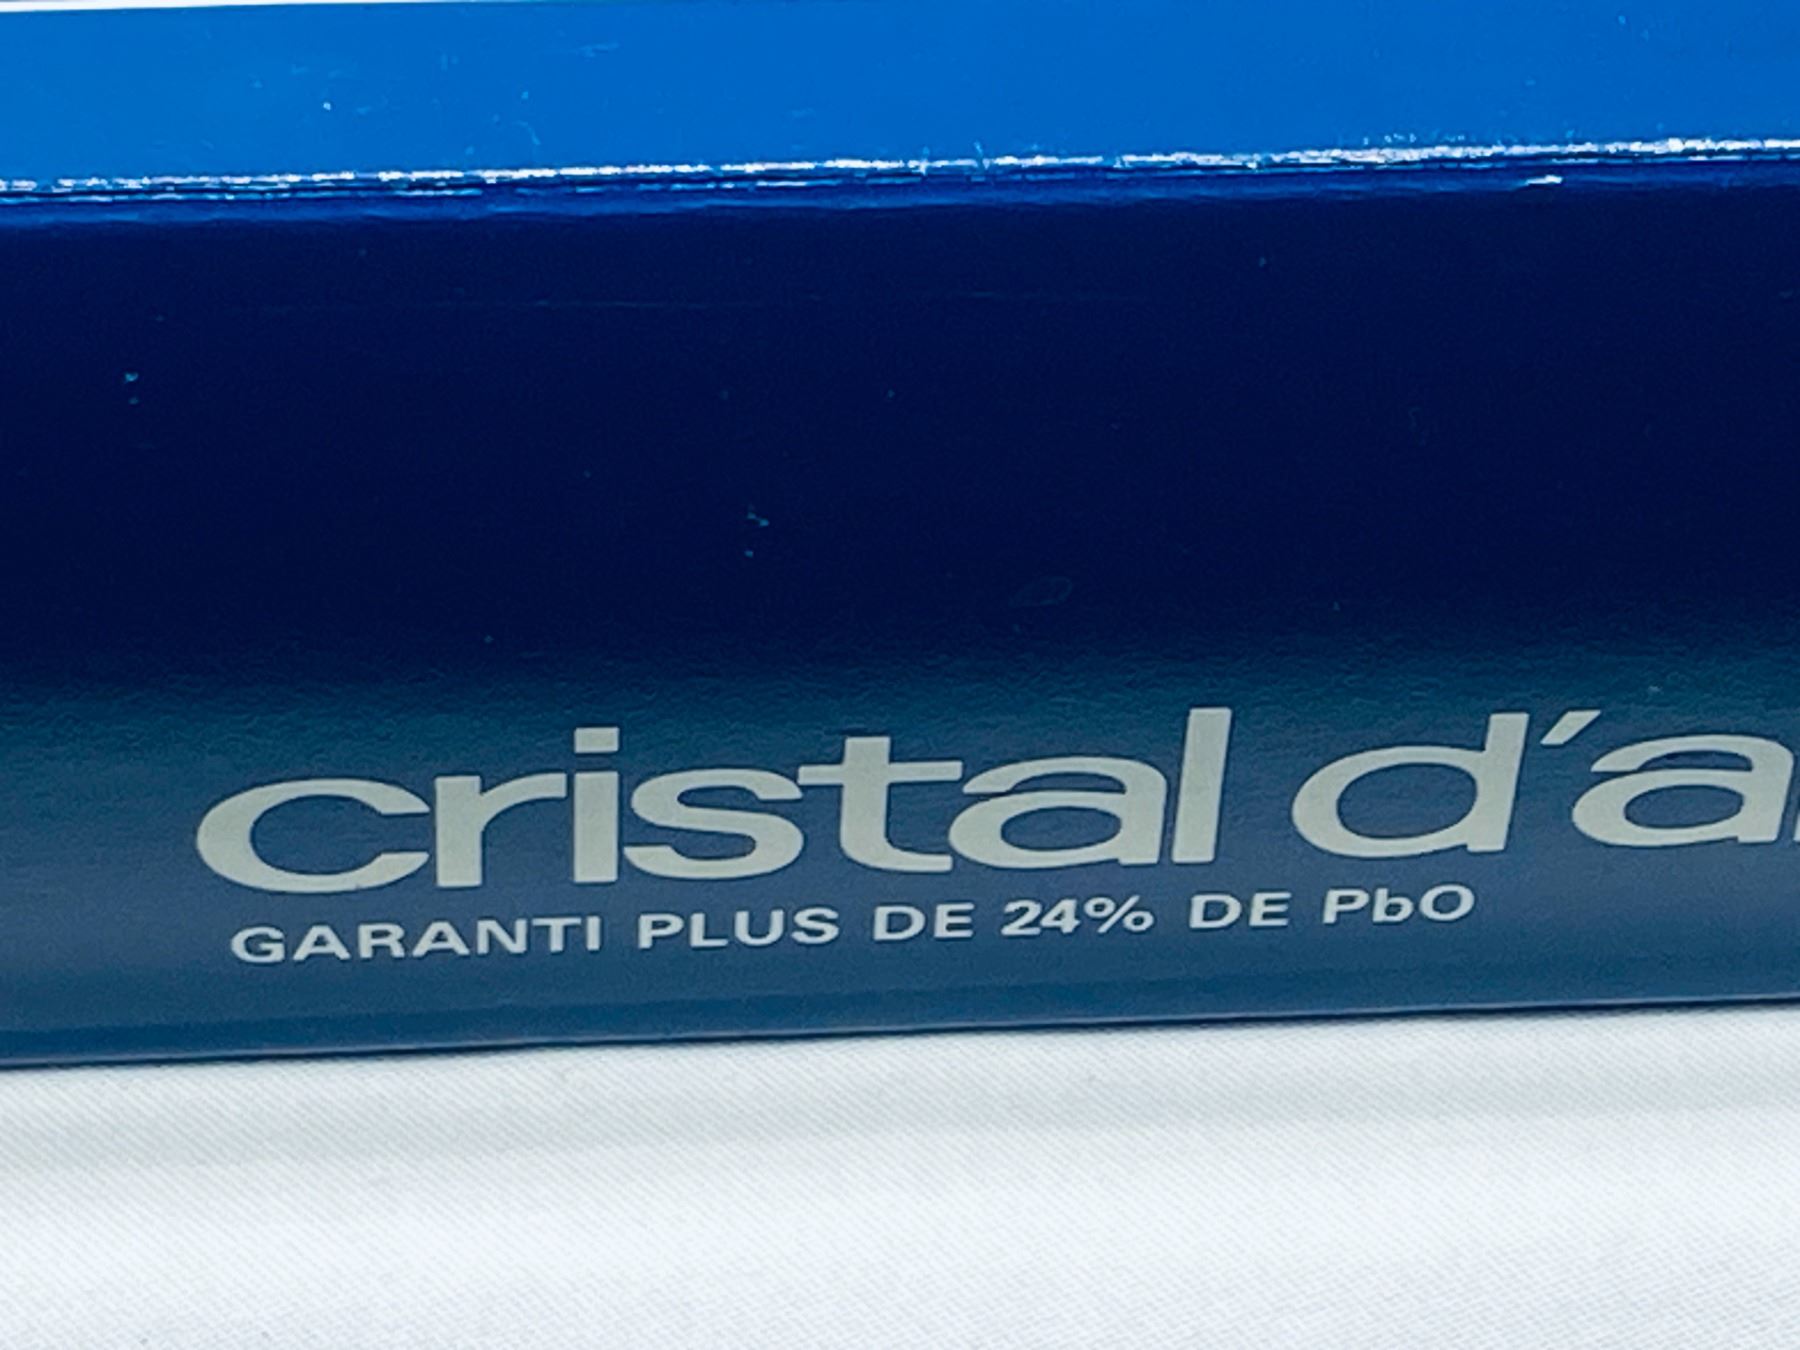 cristal d'a
GARANTI PLUS DE 24% DE PbO